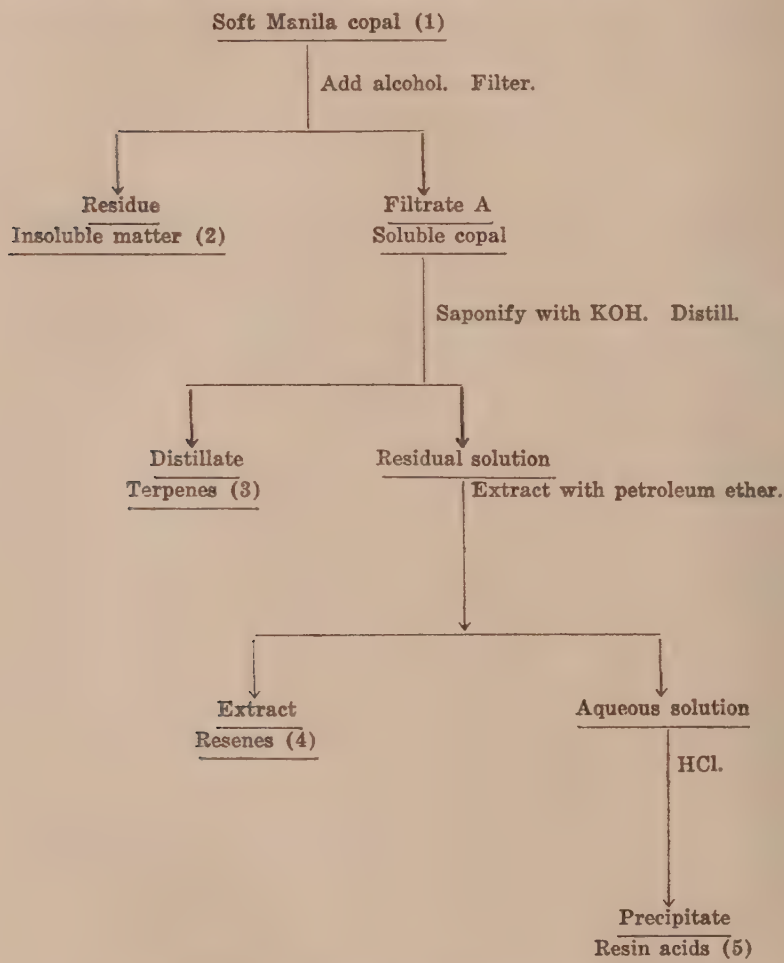 Soft Manila copal (1)
Add alcohol. Filter.
Residue
Insoluble matter (2)
Filtrate A
Soluble copal
Saponify with KOH. Distill.
Distillate
Terpenes (3)
Residual solution
Extract with petroleum ether.
Extract
Resenes (4)
Aqueous solution
HCl.
Precipitate
Resin acids (5)